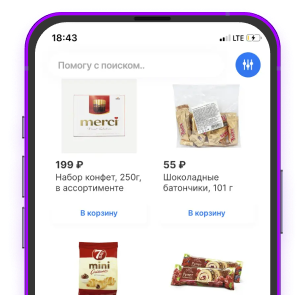 18:43
LTE
Помогу с поиском..
merci
199 ₽
55 ₽
Набор конфет, 250г,
в ассортименте
Шоколадные
батончики, 101 г
В корзину
В корзину
7
mini